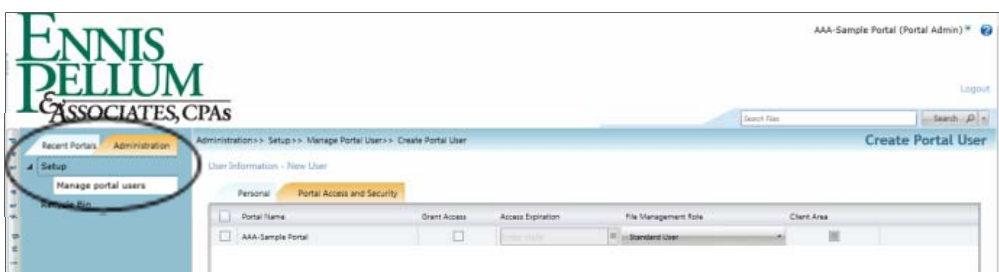 ENNIS
PELLUM
& ASSOCIATES, CPAs
AAA-Sample Portal (Portal Admin)
Logout
Search Files
Search
Recent Portals
Administration
Administration>> Setup>> Manage Portal User>> Create Portal User
Create Portal User
Setup
User Information - New User
Manage portal users
Personal
Portal Access and Security
Recycle Bin
Portal Name
Grant Access
Access Expiration
File Management Role
Client Area
AAA-Sample Portal
Standard User